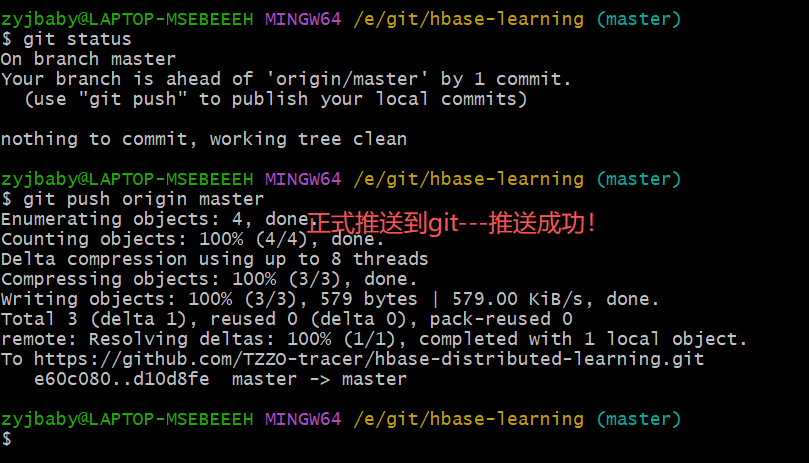 zyjbaby@LAPTOP-MSEBEEEH MINGW64 /e/git/hbase-learning (master)
$ git status
On branch master
Your branch is ahead of 'origin/master' by 1 commit.
  (use "git push" to publish your local commits)
nothing to commit, working tree clean
zyjbaby@LAPTOP-MSEBEEEH MINGW64 /e/git/hbase-learning (master)
$ git push origin master
Enumerating objects: 4, done.
正式推送到git---推送成功!
Counting objects: 100% (4/4), done.
Delta compression using up to 8 threads
Compressing objects: 100% (3/3), done.
Writing objects: 100% (3/3), 579 bytes | 579.00 KiB/s, done.
Total 3 (delta 1), reused 0 (delta 0), pack-reused 0
remote: Resolving deltas: 100% (1/1), completed with 1 local object.
To https://github.com/TZZO-tracer/hbase-distributed-learning.git
   e60c080..d10d8fe  master -> master
zyjbaby@LAPTOP-MSEBEEEH MINGW64 /e/git/hbase-learning (master)
$